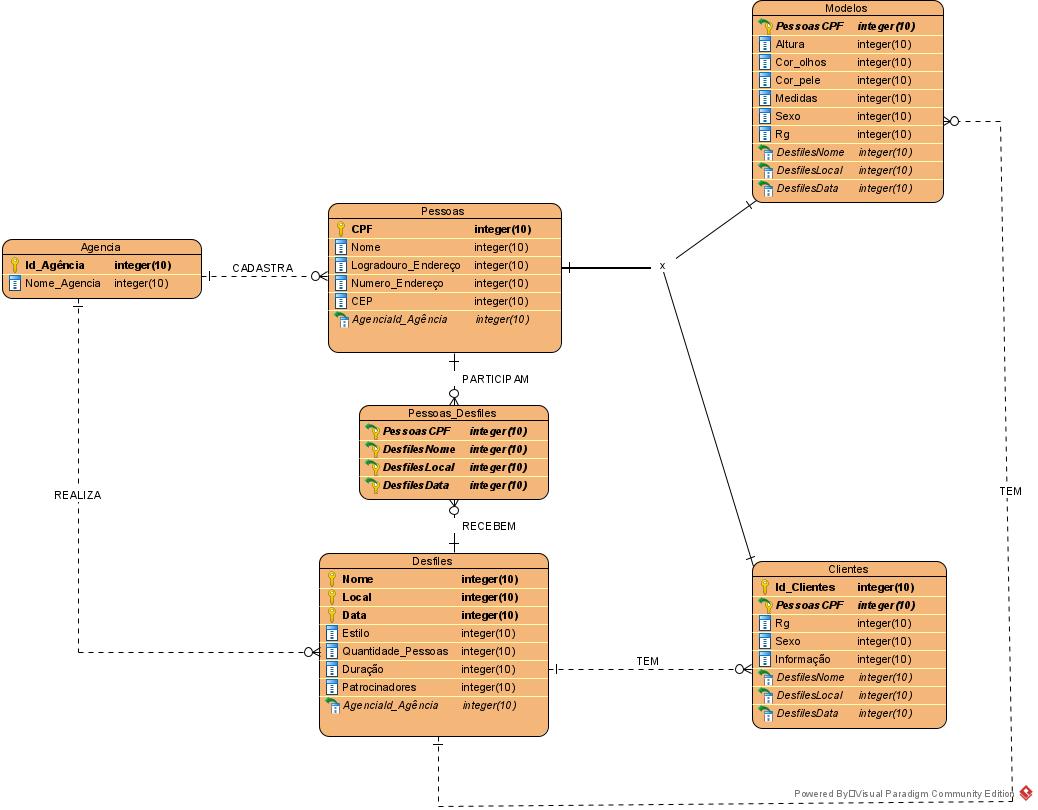 Modelos
PessoasCPF integer(10)
Altura integer(10)
Cor_olhos integer(10)
Cor_pele integer(10)
Medidas integer(10)
Sexo integer(10)
Rg integer(10)
DesfilesNome integer(10)
DesfilesLocal integer(10)
DesfilesData integer(10)
Pessoas
CPF integer(10)
Nome integer(10)
Logradouro_Endereço integer(10)
Numero_Endereço integer(10)
CEP integer(10)
AgenciaId_Agência integer(10)
Agencia
Id_Agência integer(10)
Nome_Agencia integer(10)
CADASTRA
x
PARTICIPAM
Pessoas_Desfiles
PessoasCPF integer(10)
DesfilesNome integer(10)
DesfilesLocal integer(10)
DesfilesData integer(10)
REALIZA
TEM
RECEBEM
Desfiles
Nome integer(10)
Local integer(10)
Data integer(10)
Estilo integer(10)
Quantidade_Pessoas integer(10)
Duração integer(10)
Patrocinadores integer(10)
AgenciaId_Agência integer(10)
TEM
Clientes
Id_Clientes integer(10)
PessoasCPF integer(10)
Rg integer(10)
Sexo integer(10)
Informação integer(10)
DesfilesNome integer(10)
DesfilesLocal integer(10)
DesfilesData integer(10)
Powered By Visual Paradigm Community Edition